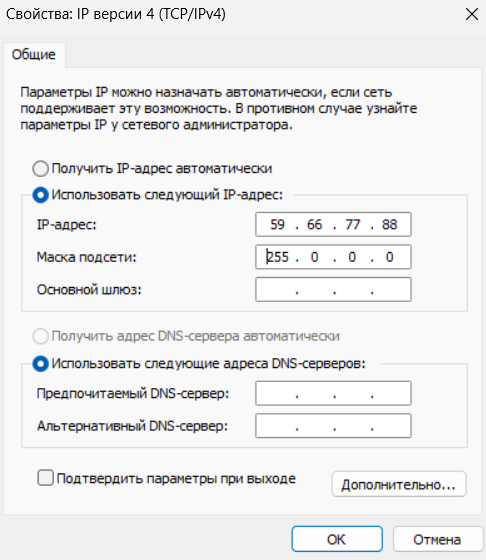 Свойства: IP версии 4 (TCP/IPv4)
Общие
Параметры IP можно назначать автоматически, если сеть
поддерживает эту возможность. В противном случае узнайте
параметры IP у сетевого администратора.
Получить IP-адрес автоматически
Использовать следующий IP-адрес:
IP-адрес: 59 . 66 . 77 . 88
Маска подсети: 255 . 0 . 0 . 0
Основной шлюз: . . .
Получить адрес DNS-сервера автоматически
Использовать следующие адреса DNS-серверов:
Предпочитаемый DNS-сервер: . . .
Альтернативный DNS-сервер: . . .
Подтвердить параметры при выходе
Дополнительно...
ОК Отмена